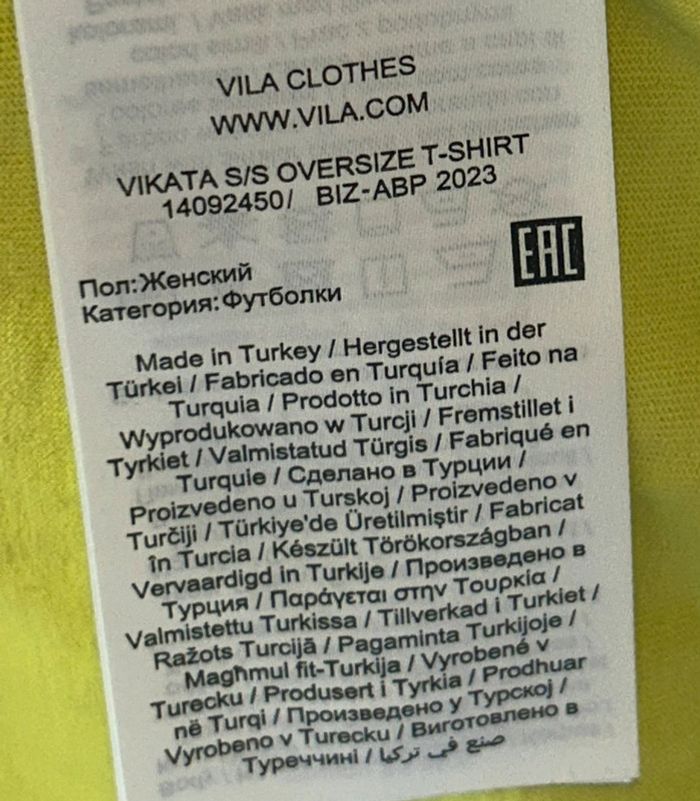 VILA CLOTHES
WWW.VILA.COM
VIKATA S/S OVERSIZE T-SHIRT
14092450/ BIZ-ABP 2023
EAC
Пол:Женский
Категория:Футболки
Made in Turkey / Hergestellt in der
Türkei / Fabricado en Turquía / Feito na
Turquia / Prodotto in Turchia /
Wyprodukowano w Turcji / Fremstillet i
Tyrkiet / Valmistatud Türgis / Fabriqué en
Turquie / Сделано в Турции /
Proizvedeno u Turskoj / Proizvedeno v
Turčiji / Türkiye'de Üretilmiştir / Fabricat
în Turcia / Készült Törökországban /
Vervaardigd in Turkije / Произведено в
Турция / Παράγεται στην Τουρκία /
Valmistettu Turkissa / Tillverkad i Turkiet /
Ražots Turcijā / Pagaminta Turkijoje /
Magħmul fit-Turkija / Vyrobené v
Turecku / Produsert i Tyrkia / Prodhuar
në Turqi / Произведено у Турској /
Vyrobeno v Turecku / Виготовлено в
Туреччині / صنع في تركيا